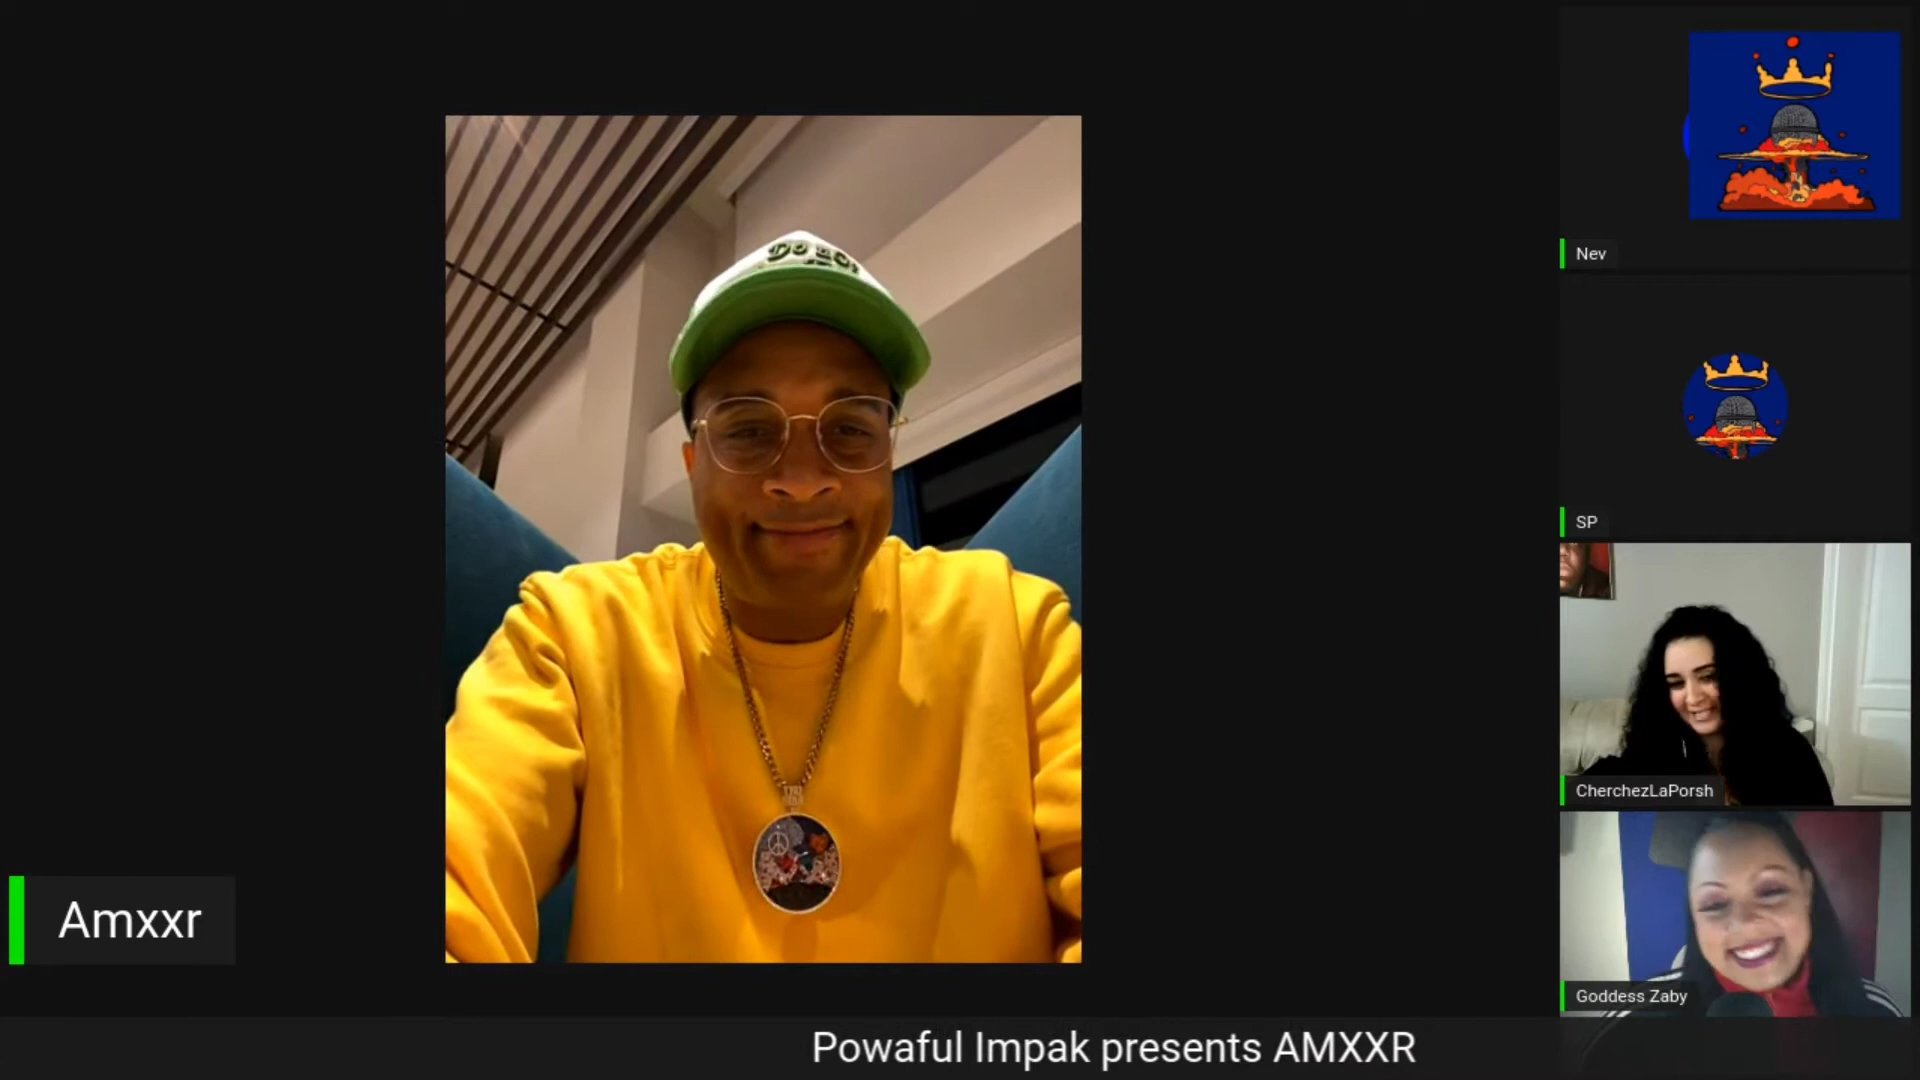 Nev
SP
CherchezLaPorsh
Amxxr
Goddess Zaby
Powaful Impak presents AMXXR